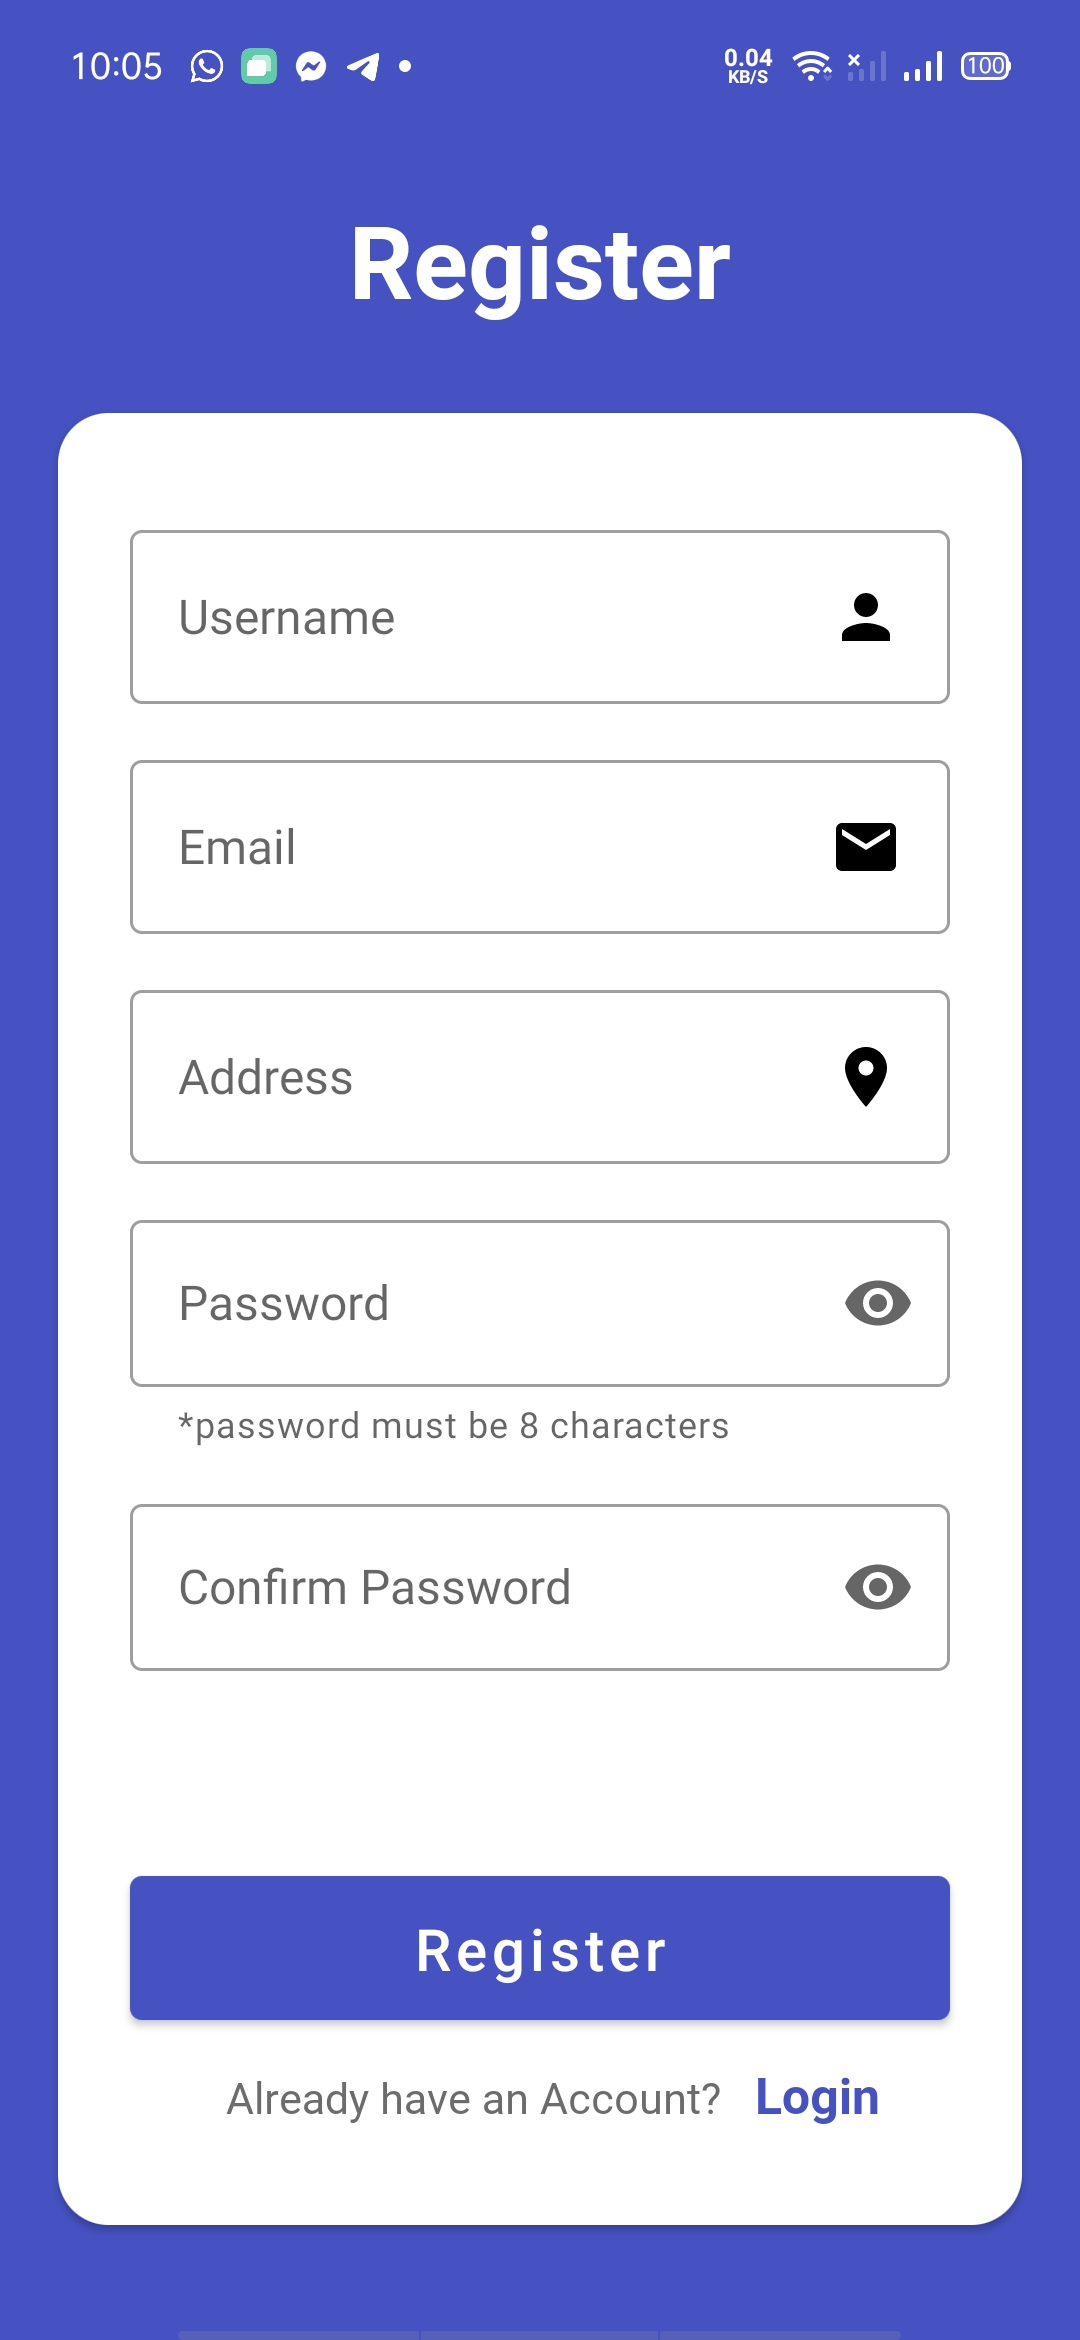 10:05 0.04 KB/S 100
Register
Username
Email
Address
Password
*password must be 8 characters
Confirm Password
Register
Already have an Account? Login